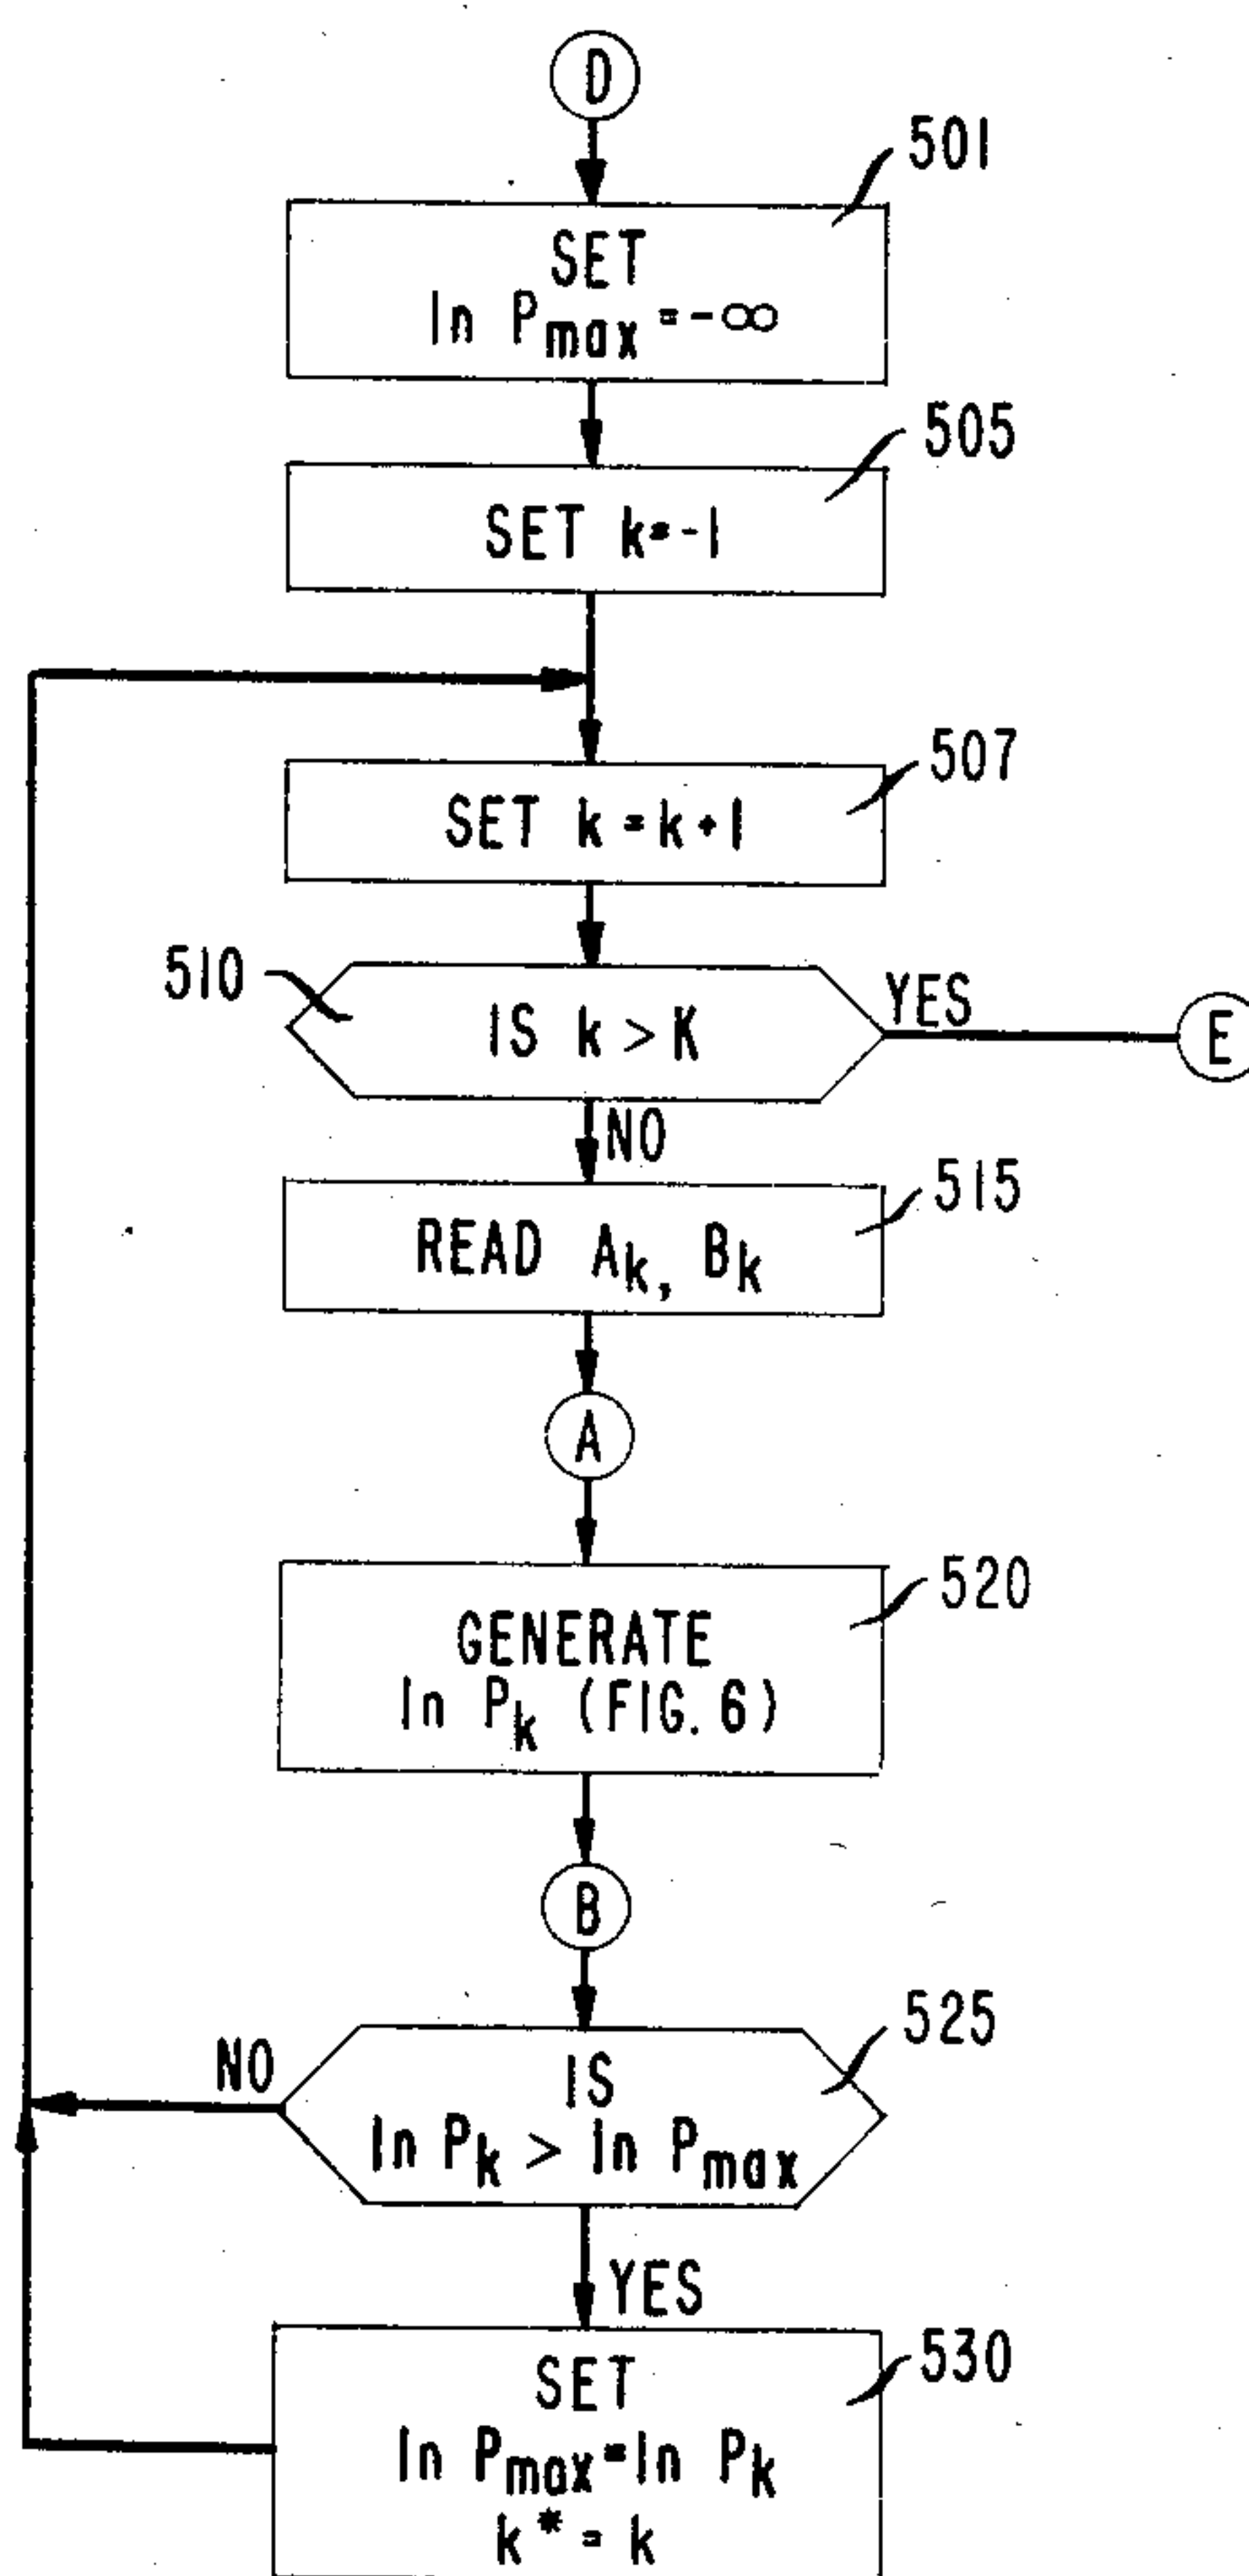 D
501
SET
ln Pmax = -∞
505
SET k=-1
507
SET k = k + 1
510
IS k > K
YES
E
NO
515
READ Ak, Bk
A
520
GENERATE
ln Pk (FIG. 6)
B
525
NO
IS
ln Pk > ln Pmax
YES
530
SET
ln Pmax = ln Pk
k* = k